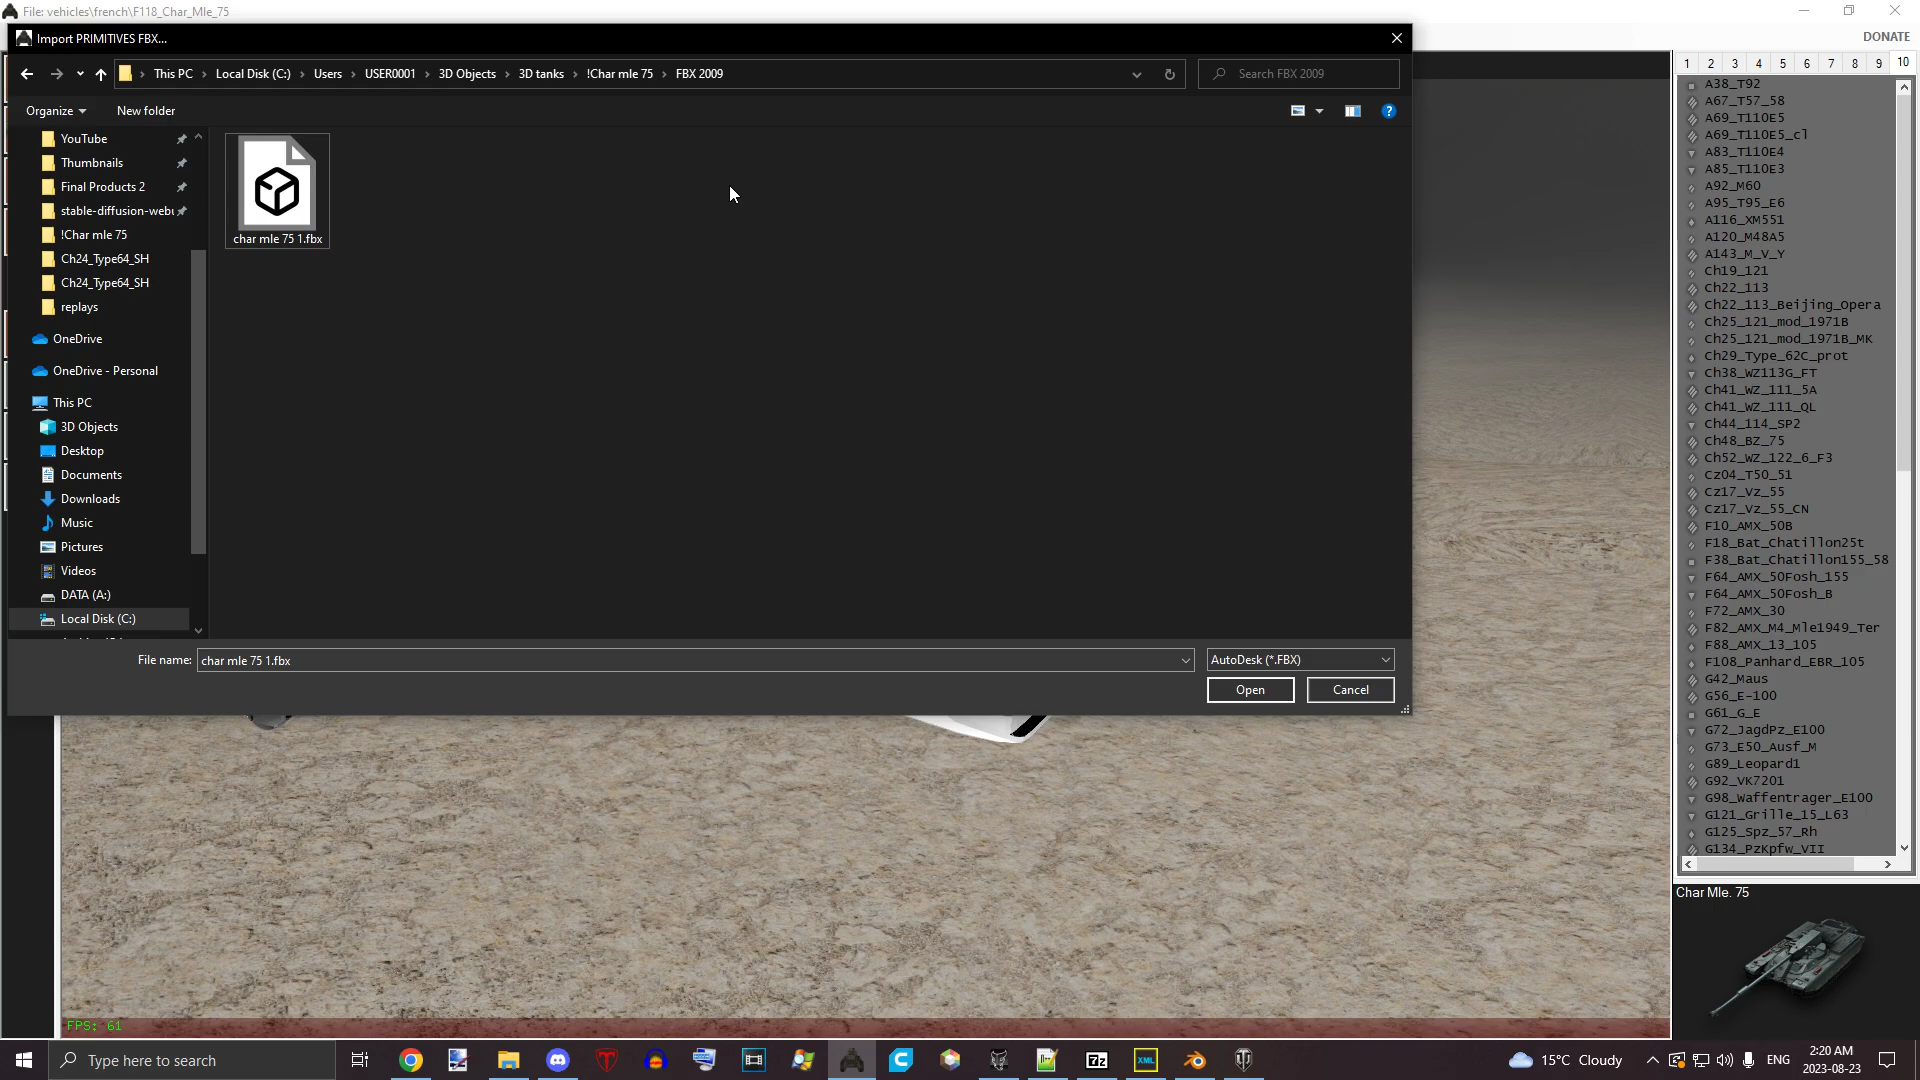 File: vehicles\french\F118_Char_Mle_75
Import PRIMITIVES FBX...
DONATE
This PC › Local Disk (C:) › Users › USER0001 › 3D Objects › 3D tanks › !Char mle 75 › FBX 2009
Search FBX 2009
Organize
New folder
YouTube
Thumbnails
Final Products 2
stable-diffusion-webu
!Char mle 75
Ch24_Type64_SH
Ch24_Type64_SH
replays
OneDrive
OneDrive - Personal
This PC
3D Objects
Desktop
Documents
Downloads
Music
Pictures
Videos
DATA (A:)
Local Disk (C:)
char mle 75 1.fbx
File name:
char mle 75 1.fbx
AutoDesk (*.FBX)
Open
Cancel
1 2 3 4 5 6 7 8 9 10
A38_T92
A67_T57_58
A69_T110E5
A69_T110E5_cl
A83_T110E4
A85_T110E3
A92_M60
A95_T95_E6
A116_XM551
A120_M48A5
A143_M_V_Y
Ch19_121
Ch22_113
Ch22_113_Beijing_Opera
Ch25_121_mod_1971B
Ch25_121_mod_1971B_MK
Ch29_Type_62C_prot
Ch38_WZ113G_FT
Ch41_WZ_111_5A
Ch41_WZ_111_QL
Ch44_114_SP2
Ch48_BZ_75
Ch52_WZ_122_6_F3
Cz04_T50_51
Cz17_Vz_55
Cz17_Vz_55_CN
F10_AMX_50B
F18_Bat_Chatillon25t
F38_Bat_Chatillon155_58
F64_AMX_50Fosh_155
F64_AMX_50Fosh_B
F72_AMX_30
F82_AMX_M4_Mle1949_Ter
F88_AMX_13_105
F108_Panhard_EBR_105
G42_Maus
G56_E-100
G61_G_E
G72_JagdPz_E100
G73_E50_Ausf_M
G89_Leopard1
G92_VK7201
G98_Waffentrager_E100
G121_Grille_15_L63
G125_Spz_57_Rh
G134_PzKpfw_VII
Char Mle. 75
FPS: 61
Type here to search
7z
XML
15°C Cloudy
ENG
2:20 AM
2023-08-23